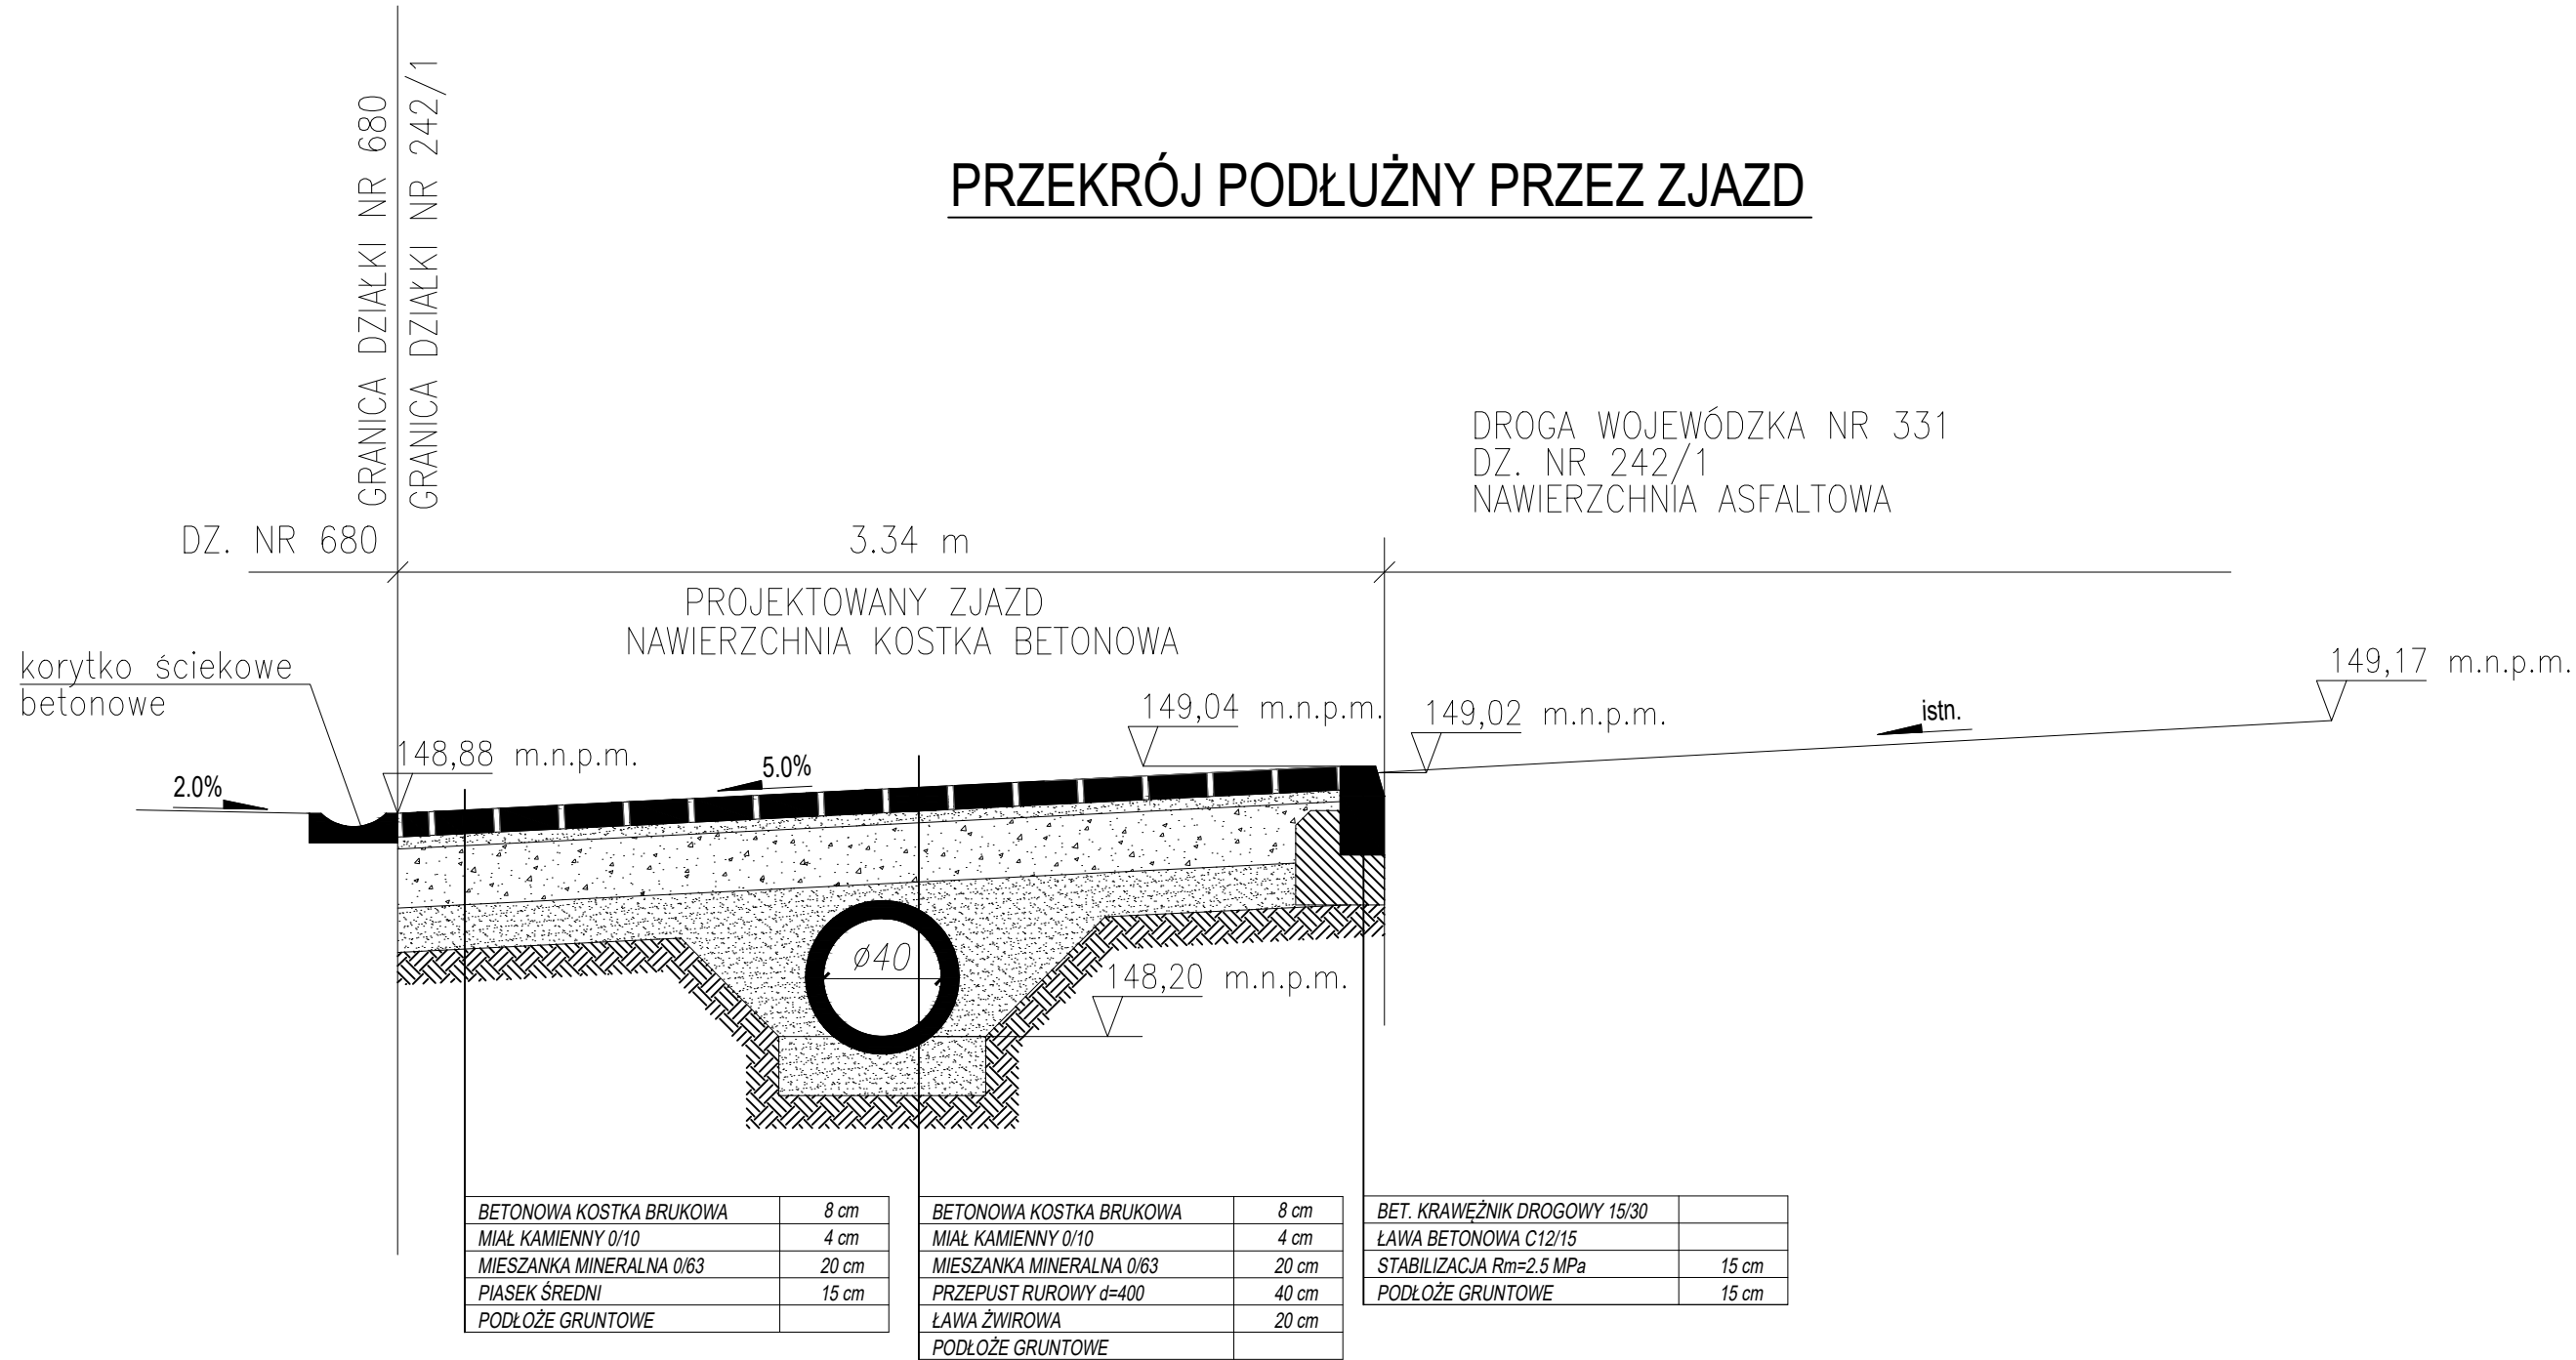 GRANICA DZIAŁKI NR 680
GRANICA DZIAŁKI NR 242/1
PRZEKRÓJ PODŁUŻNY PRZEZ ZJAZD
DROGA WOJEWÓDZKA NR 331
DZ. NR 242/1
NAWIERZCHNIA ASFALTOWA
DZ. NR 680
3.34 m
PROJEKTOWANY ZJAZD
NAWIERZCHNIA KOSTKA BETONOWA
korytko ściekowe
betonowe
149,17 m.n.p.m.
149,04 m.n.p.m.
149,02 m.n.p.m.
istn.
148,88 m.n.p.m.
5.0%
2.0%
ø40
148,20 m.n.p.m.
BETONOWA KOSTKA BRUKOWA 8 cm
MIAŁ KAMIENNY 0/10 4 cm
MIESZANKA MINERALNA 0/63 20 cm
PIASEK ŚREDNI 15 cm
PODŁOŻE GRUNTOWE
BETONOWA KOSTKA BRUKOWA 8 cm
MIAŁ KAMIENNY 0/10 4 cm
MIESZANKA MINERALNA 0/63 20 cm
PRZEPUST RUROWY d=400 40 cm
ŁAWA ŻWIROWA 20 cm
PODŁOŻE GRUNTOWE
BET. KRAWĘŻNIK DROGOWY 15/30
ŁAWA BETONOWA C12/15
STABILIZACJA Rm=2.5 MPa 15 cm
PODŁOŻE GRUNTOWE 15 cm